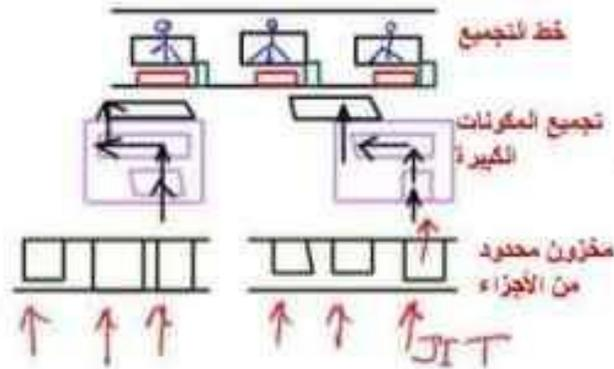 خط التجميع
تجميع المكونات
الكبيرة
مخزون محدود
من الأجزاء
JIT